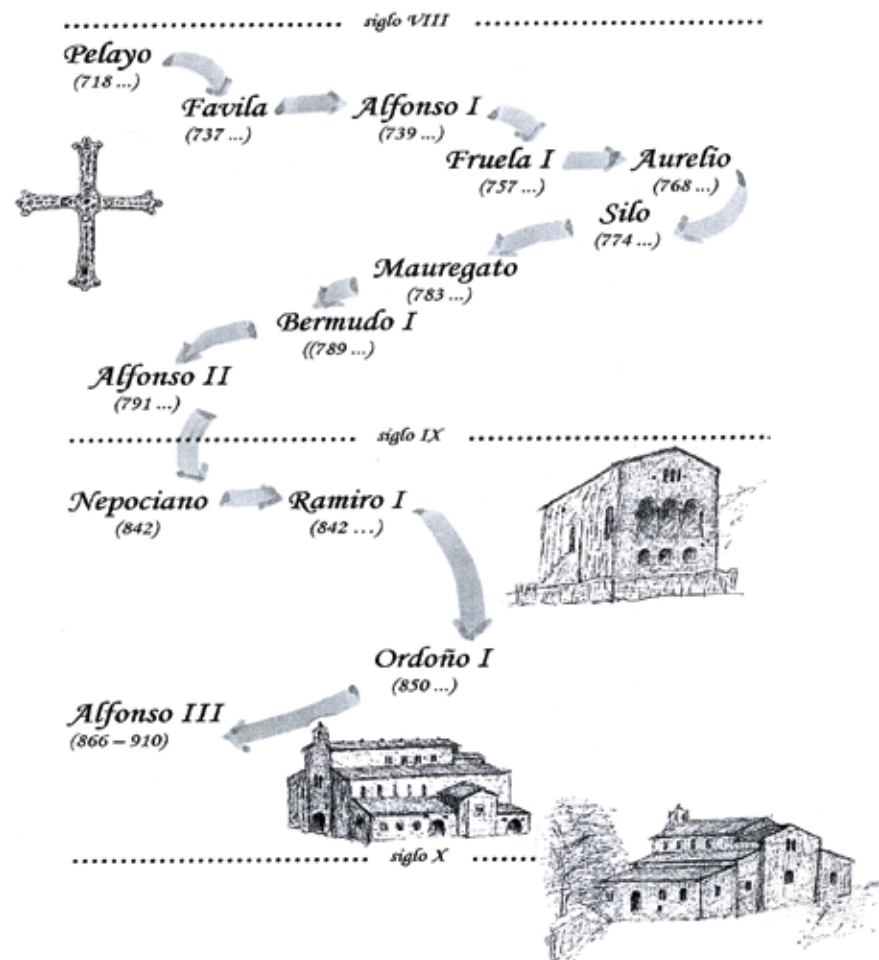 siglo VIII
Pelayo
(718 ...)
Favila
(737 ...)
Alfonso I
(739 ...)
Fruela I
(757 ...)
Aurelio
(768 ...)
Silo
(774 ...)
Mauregato
(783 ...)
Bermudo I
((789 ...)
Alfonso II
(791 ...)
siglo IX
Nepociano
(842)
Ramiro I
(842 ...)
Ordoño I
(850 ...)
Alfonso III
(866 – 910)
siglo X